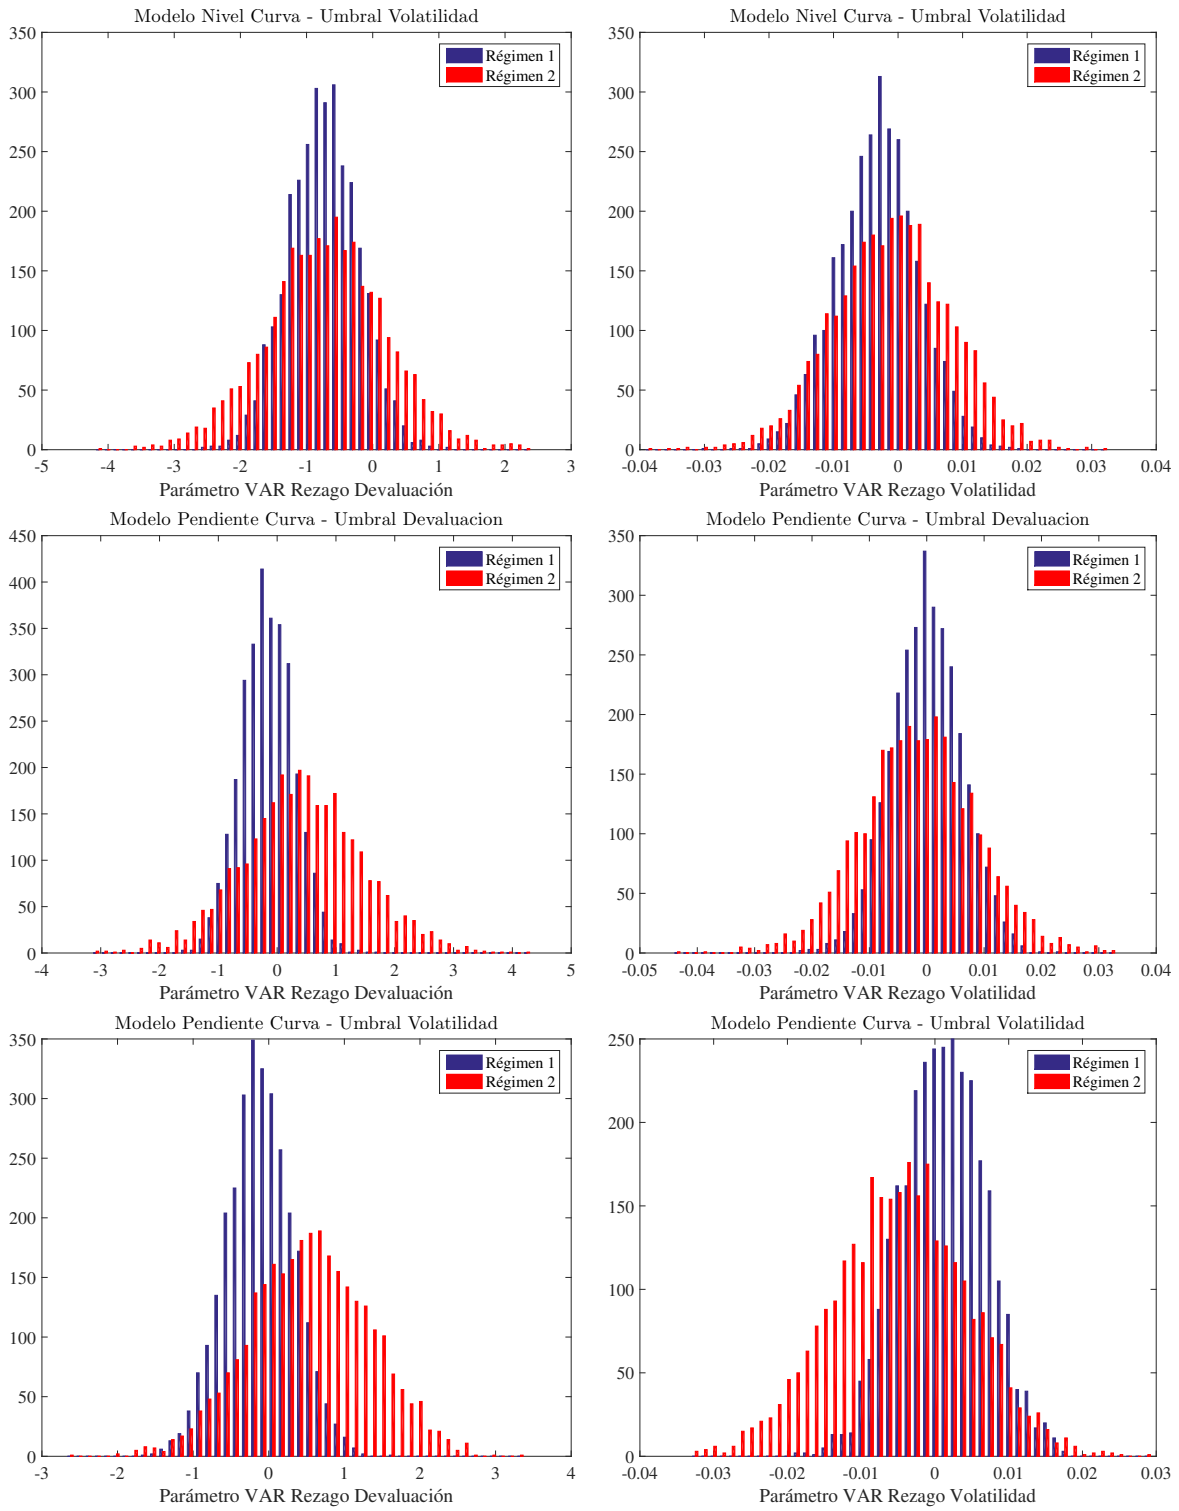 Modelo Nivel Curva - Umbral Volatilidad
350
300
250
200
150
100
50
0
-5 -4 -3 -2 -1 0 1 2 3
Parámetro VAR Rezago Devaluación
Régimen 1
Régimen 2
Modelo Nivel Curva - Umbral Volatilidad
350
300
250
200
150
100
50
0
-0.04 -0.03 -0.02 -0.01 0 0.01 0.02 0.03 0.04
Parámetro VAR Rezago Volatilidad
Régimen 1
Régimen 2
Modelo Pendiente Curva - Umbral Devaluacion
450
400
350
300
250
200
150
100
50
0
-4 -3 -2 -1 0 1 2 3 4 5
Parámetro VAR Rezago Devaluación
Régimen 1
Régimen 2
Modelo Pendiente Curva - Umbral Devaluacion
350
300
250
200
150
100
50
0
-0.05 -0.04 -0.03 -0.02 -0.01 0 0.01 0.02 0.03 0.04
Parámetro VAR Rezago Volatilidad
Régimen 1
Régimen 2
Modelo Pendiente Curva - Umbral Volatilidad
350
300
250
200
150
100
50
0
-3 -2 -1 0 1 2 3 4
Parámetro VAR Rezago Devaluación
Régimen 1
Régimen 2
Modelo Pendiente Curva - Umbral Volatilidad
250
200
150
100
50
0
-0.04 -0.03 -0.02 -0.01 0 0.01 0.02 0.03
Parámetro VAR Rezago Volatilidad
Régimen 1
Régimen 2